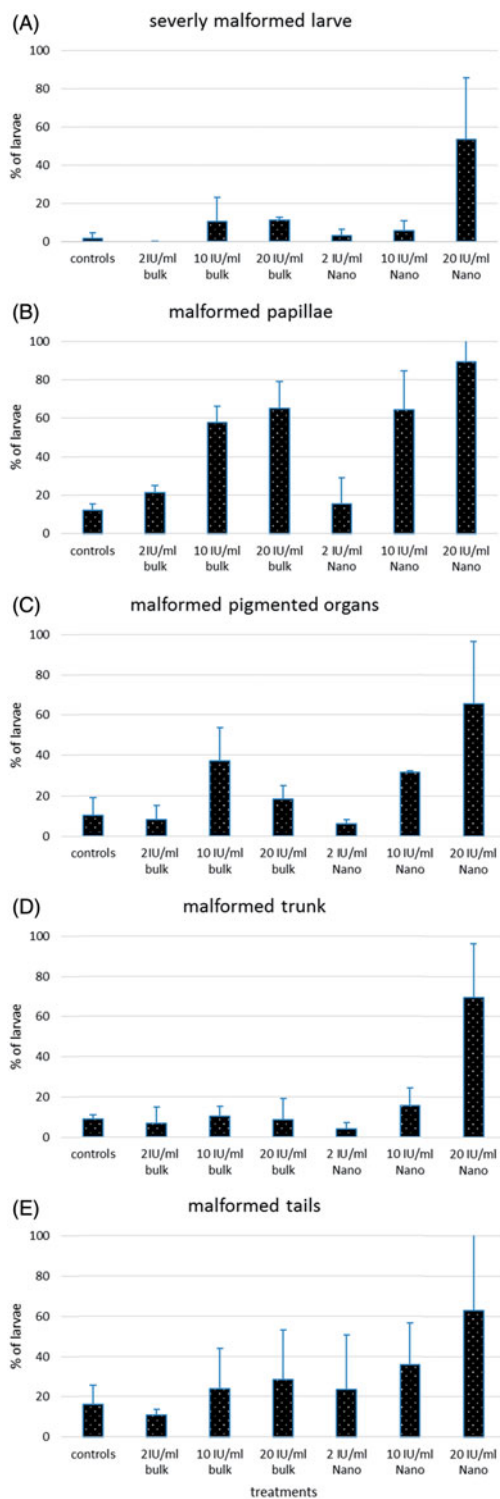 (A) severly malformed larve
100
80
60
40
20
0
% of larvae
controls 2IU/ml bulk 10 IU/ml bulk 20 IU/ml bulk 2 IU/ml Nano 10 IU/ml Nano 20 IU/ml Nano
(B) malformed papillae
100
80
60
40
20
0
% of larvae
controls 2IU/ml bulk 10 IU/ml bulk 20 IU/ml bulk 2 IU/ml Nano 10 IU/ml Nano 20 IU/ml Nano
(C) malformed pigmented organs
100
80
60
40
20
0
% of larvae
controls 2IU/ml bulk 10 IU/ml bulk 20 IU/ml bulk 2 IU/ml Nano 10 IU/ml Nano 20 IU/ml Nano
(D) malformed trunk
100
80
60
40
20
0
% of larvae
controls 2IU/ml bulk 10 IU/ml bulk 20 IU/ml bulk 2 IU/ml Nano 10 IU/ml Nano 20 IU/ml Nano
(E) malformed tails
100
80
60
40
20
0
% of larvae
controls 2IU/ml bulk 10 IU/ml bulk 20 IU/ml bulk 2 IU/ml Nano 10 IU/ml Nano 20 IU/ml Nano
treatments